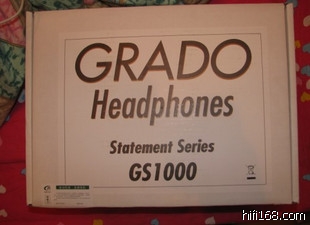 GRADO
Headphones
Statement Series
GS1000
hifi168.com